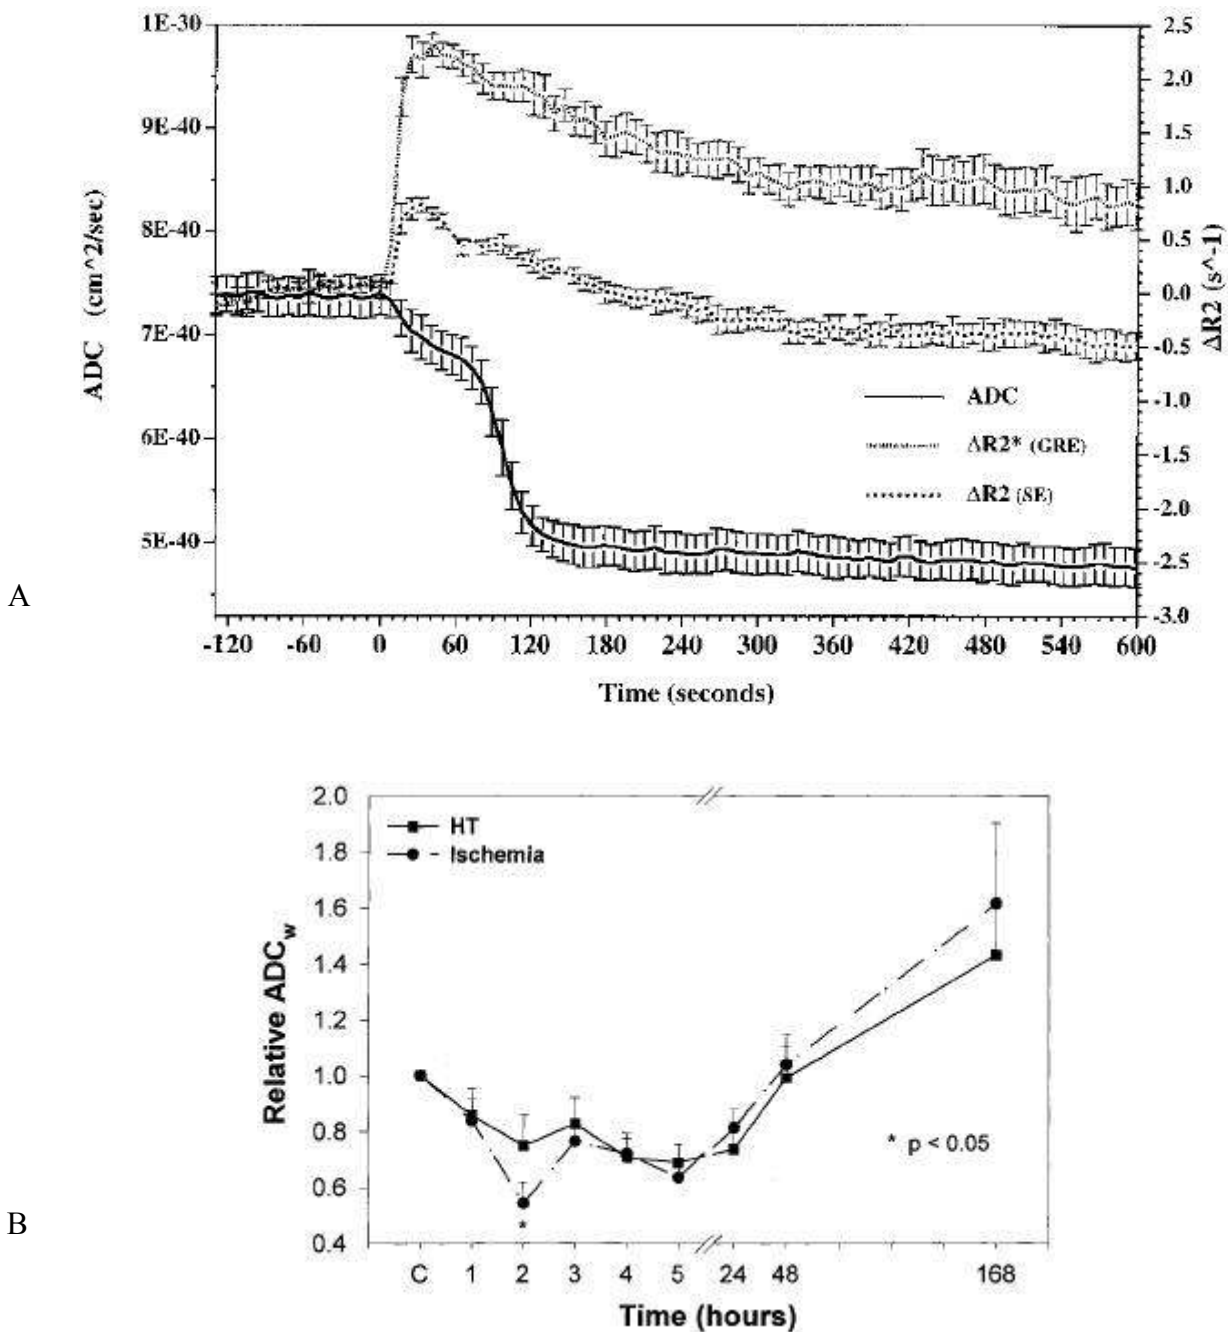 1E-30
9E-40
8E-40
7E-40
6E-40
5E-40
ADC (cm^2/sec)
2.5
2.0
1.5
1.0
0.5
0.0
-0.5
-1.0
-1.5
-2.0
-2.5
-3.0
ΔR2 (s^-1)
ADC
ΔR2* (GRE)
ΔR2 (SE)
A
-120 -60 0 60 120 180 240 300 360 420 480 540 600
Time (seconds)
2.0
1.8
1.6
1.4
1.2
1.0
0.8
0.6
0.4
Relative ADCw
HT
Ischemia
* p < 0.05
*
B
C 1 2 3 4 5 24 48 168
Time (hours)